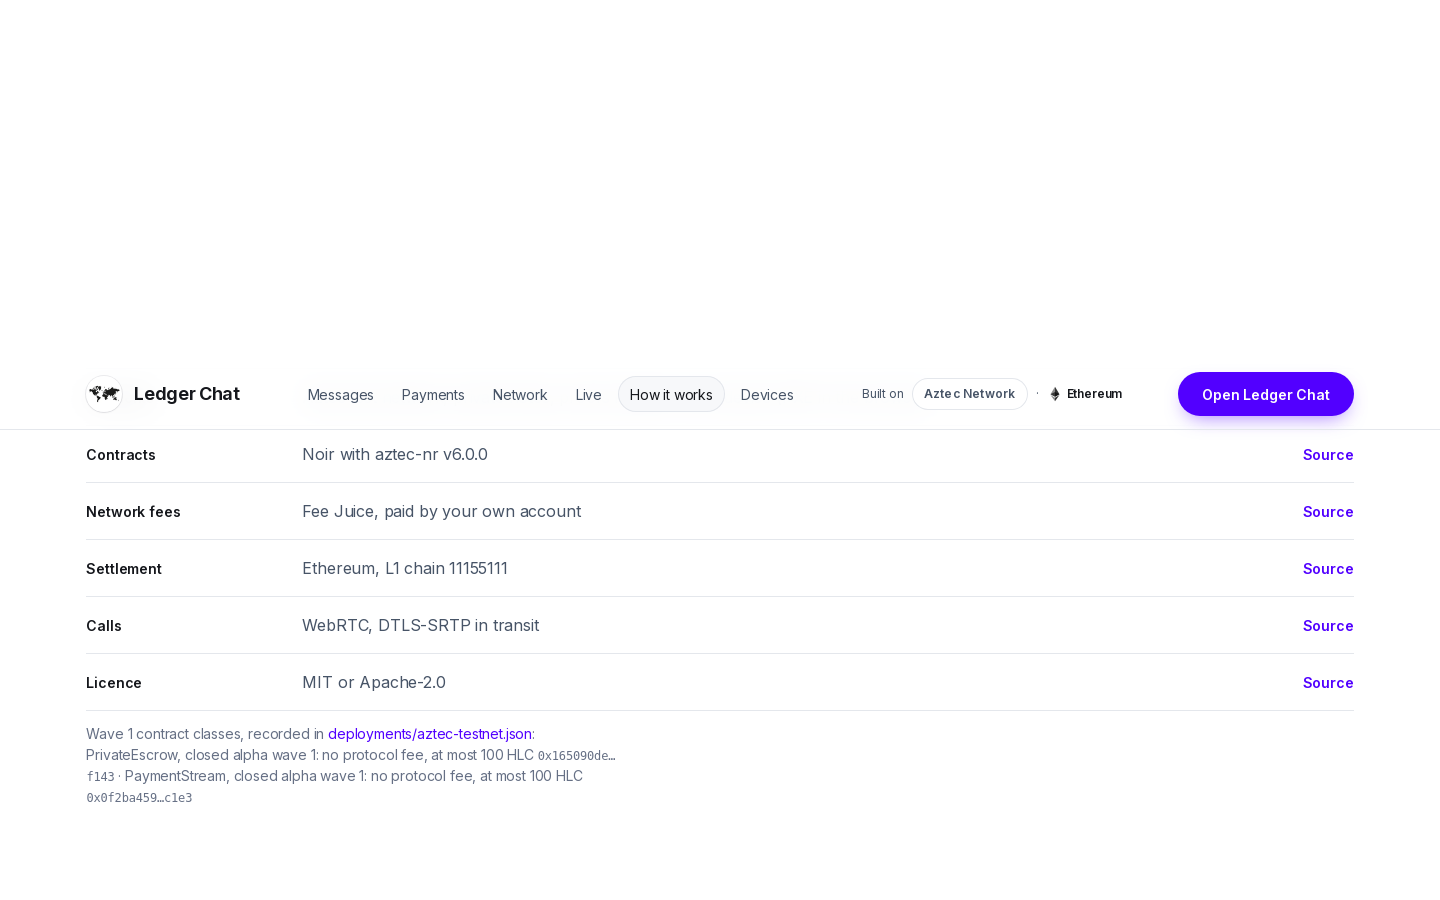 Ledger Chat
Messages
Payments
Network
Live
How it works
Devices
Built on
Aztec Network
·
Ethereum
Open Ledger Chat
Contracts
Noir with aztec-nr v6.0.0
Source
Network fees
Fee Juice, paid by your own account
Source
Settlement
Ethereum, L1 chain 11155111
Source
Calls
WebRTC, DTLS-SRTP in transit
Source
Licence
MIT or Apache-2.0
Source
Wave 1 contract classes, recorded in deployments/aztec-testnet.json:
PrivateEscrow, closed alpha wave 1: no protocol fee, at most 100 HLC 0x165090de…
f143 · PaymentStream, closed alpha wave 1: no protocol fee, at most 100 HLC
0x0f2ba459…c1e3